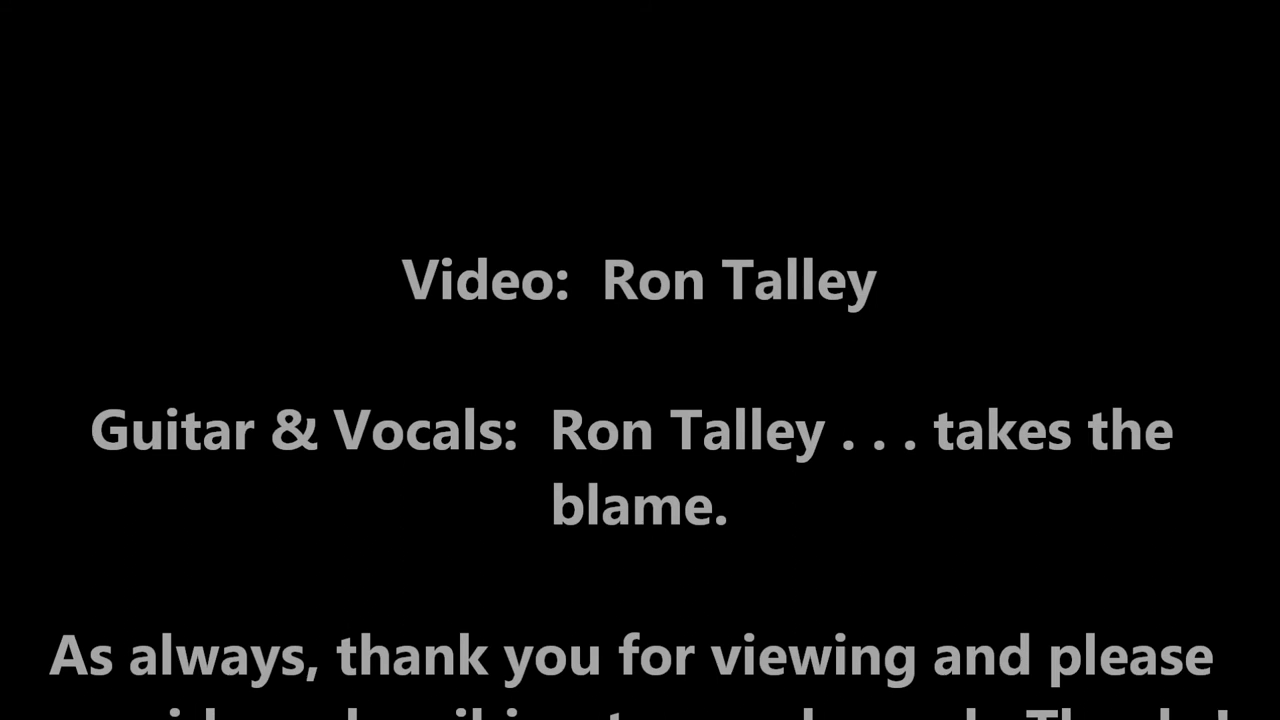 Video:  Ron Talley
Guitar & Vocals:  Ron Talley . . . takes the
blame.
As always, thank you for viewing and please